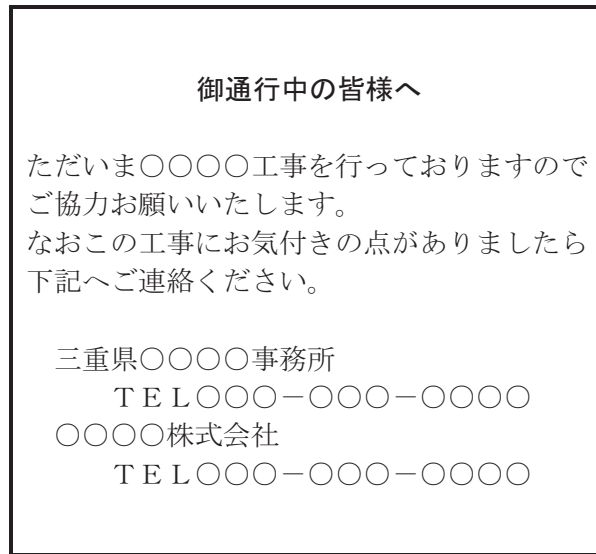 御通行中の皆様へ
ただいま○○○○工事を行っておりますので
ご協力お願いいたします。
なおこの工事にお気付きの点がありましたら
下記へご連絡ください。
三重県○○○○事務所
ＴＥＬ○○○－○○○－○○○○
○○○○株式会社
ＴＥＬ○○○－○○○－○○○○